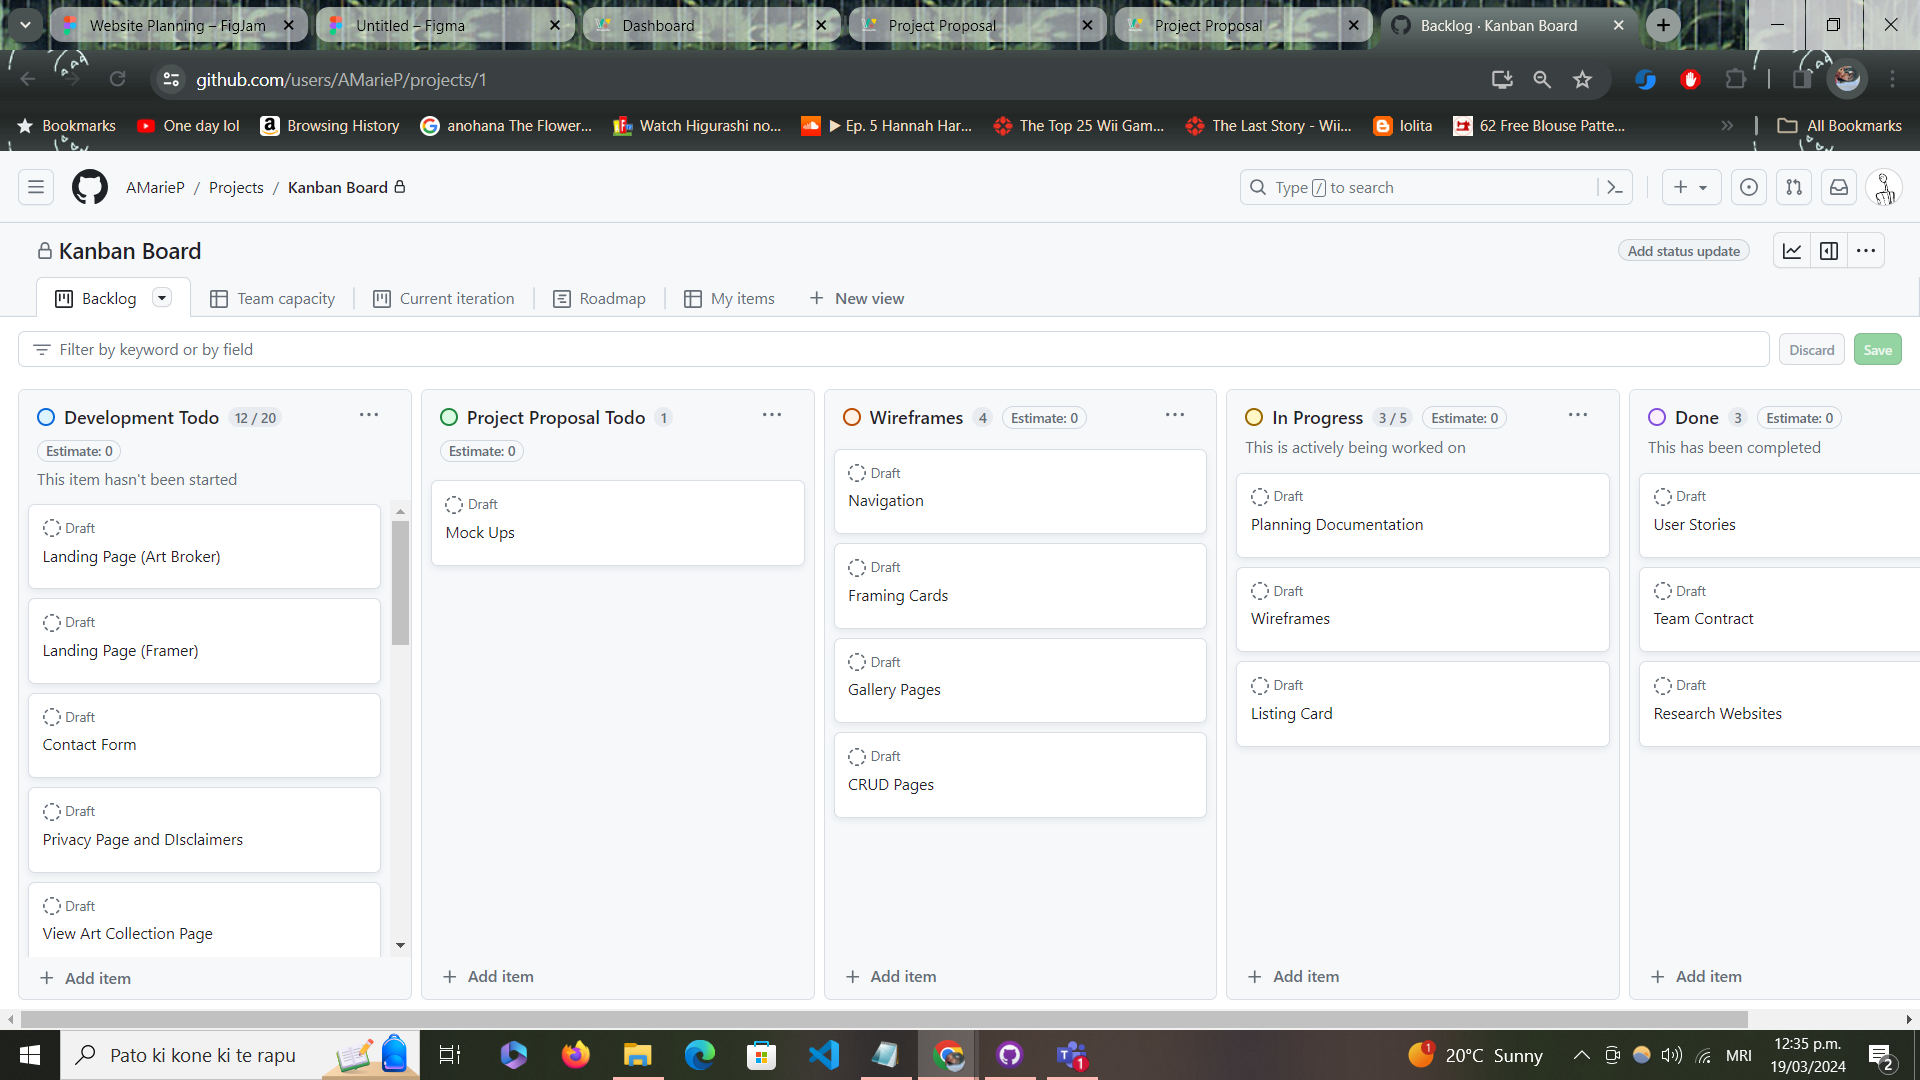 Website Planning – FigJam
Untitled – Figma
Dashboard
Project Proposal
Project Proposal
Backlog · Kanban Board
github.com/users/AMarieP/projects/1
Bookmarks
One day lol
Browsing History
anohana The Flower...
Watch Higurashi no...
▶ Ep. 5 Hannah Har...
The Top 25 Wii Gam...
The Last Story - Wii...
lolita
62 Free Blouse Patte...
»
All Bookmarks
AMarieP / Projects / Kanban Board
Type / to search
Kanban Board
Add status update
Backlog
Team capacity
Current iteration
Roadmap
My items
New view
Filter by keyword or by field
Discard
Save
Development Todo 12 / 20
Estimate: 0
This item hasn't been started
Draft
Landing Page (Art Broker)
Draft
Landing Page (Framer)
Draft
Contact Form
Draft
Privacy Page and DIsclaimers
Draft
View Art Collection Page
Add item
Project Proposal Todo 1
Estimate: 0
Draft
Mock Ups
Add item
Wireframes 4 Estimate: 0
Draft
Navigation
Draft
Framing Cards
Draft
Gallery Pages
Draft
CRUD Pages
Add item
In Progress 3 / 5 Estimate: 0
This is actively being worked on
Draft
Planning Documentation
Draft
Wireframes
Draft
Listing Card
Add item
Done 3 Estimate: 0
This has been completed
Draft
User Stories
Draft
Team Contract
Draft
Research Websites
Add item
Pato ki kone ki te rapu
1
1
20°C Sunny
MRI
12:35 p.m.
19/03/2024
2